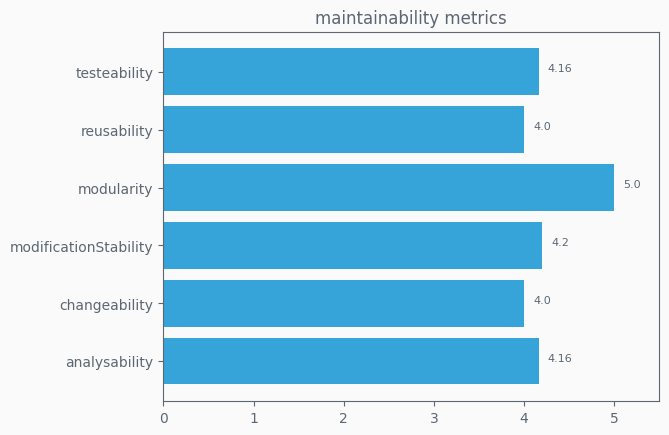 maintainability metrics
testeability
4.16
reusability
4.0
modularity
5.0
modificationStability
4.2
changeability
4.0
analysability
4.16
0 1 2 3 4 5